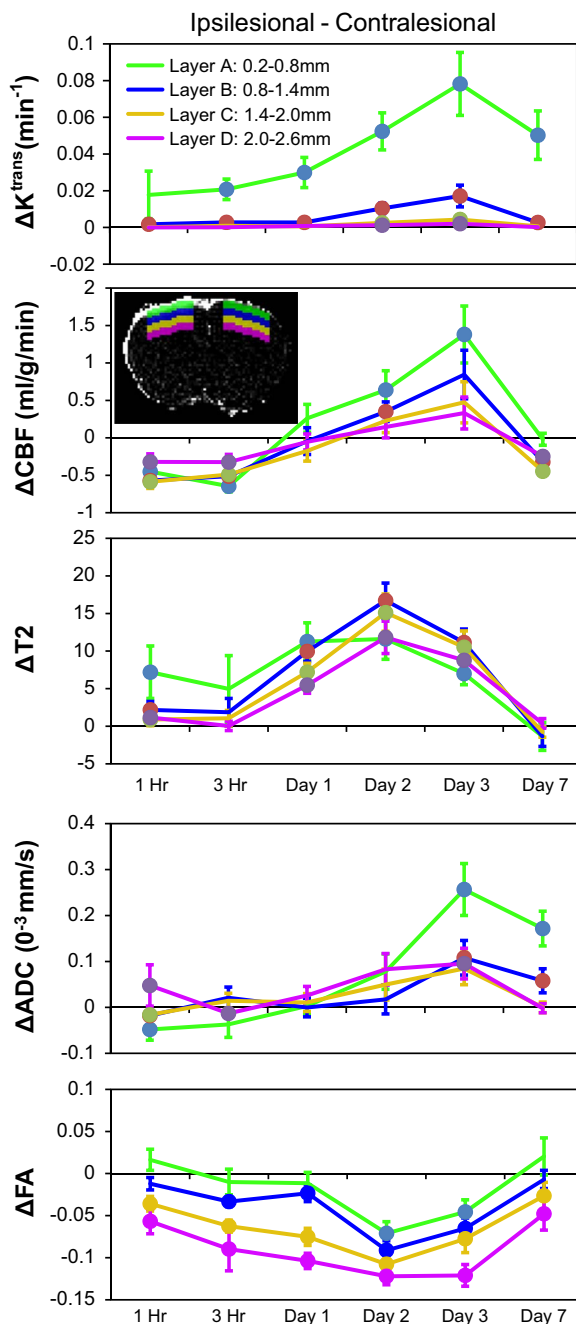 Ipsilesional - Contralesional
ΔKtrans(min-1)
0.1
0.08
0.06
0.04
0.02
0
-0.02
Layer A: 0.2-0.8mm
Layer B: 0.8-1.4mm
Layer C: 1.4-2.0mm
Layer D: 2.0-2.6mm
ΔCBF (ml/g/min)
2
1.5
1
0.5
0
-0.5
-1
ΔT2
25
20
15
10
5
0
-5
1 Hr 3 Hr Day 1 Day 2 Day 3 Day 7
ΔADC (0-3 mm/s)
0.4
0.3
0.2
0.1
0
-0.1
ΔFA
0.1
0.05
0
-0.05
-0.1
-0.15
1 Hr 3 Hr Day 1 Day 2 Day 3 Day 7